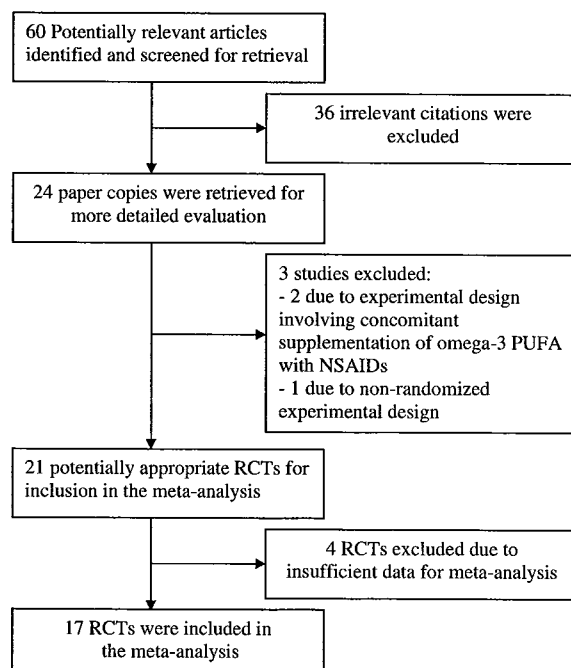 60 Potentially relevant articles
identified and screened for retrieval
36 irrelevant citations were
excluded
24 paper copies were retrieved for
more detailed evaluation
3 studies excluded:
- 2 due to experimental design
involving concomitant
supplementation of omega-3 PUFA
with NSAIDs
- 1 due to non-randomized
experimental design
21 potentially appropriate RCTs for
inclusion in the meta-analysis
4 RCTs excluded due to
insufficient data for meta-analysis
17 RCTs were included in
the meta-analysis